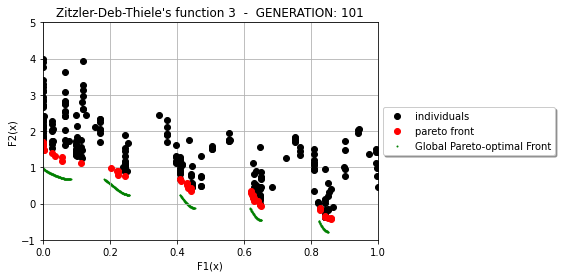 Zitzler-Deb-Thiele's function 3 - GENERATION: 101
5
4
3
2
1
0
−1
F2(x)
0.0 0.2 0.4 0.6 0.8 1.0
F1(x)
individuals
pareto front
Global Pareto-optimal Front